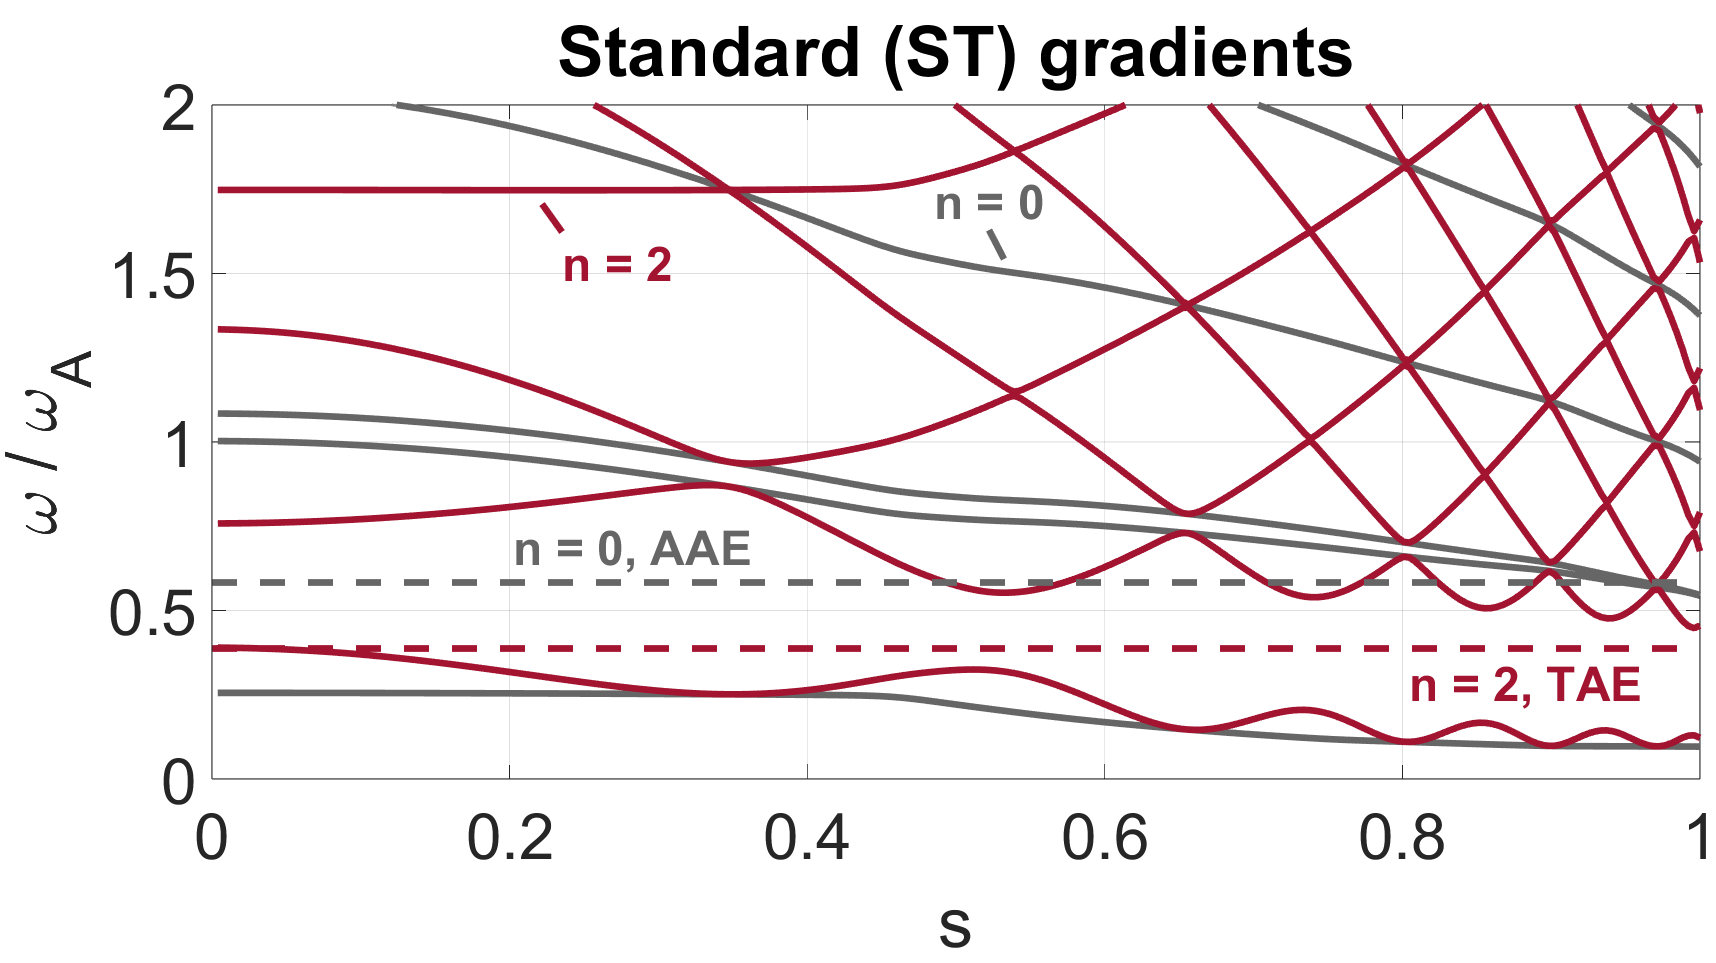 Standard (ST) gradients
2
1.5
1
0.5
0
ω / ω_A
n = 0
n = 2
n = 0, AAE
n = 2, TAE
0 0.2 0.4 0.6 0.8 1
s